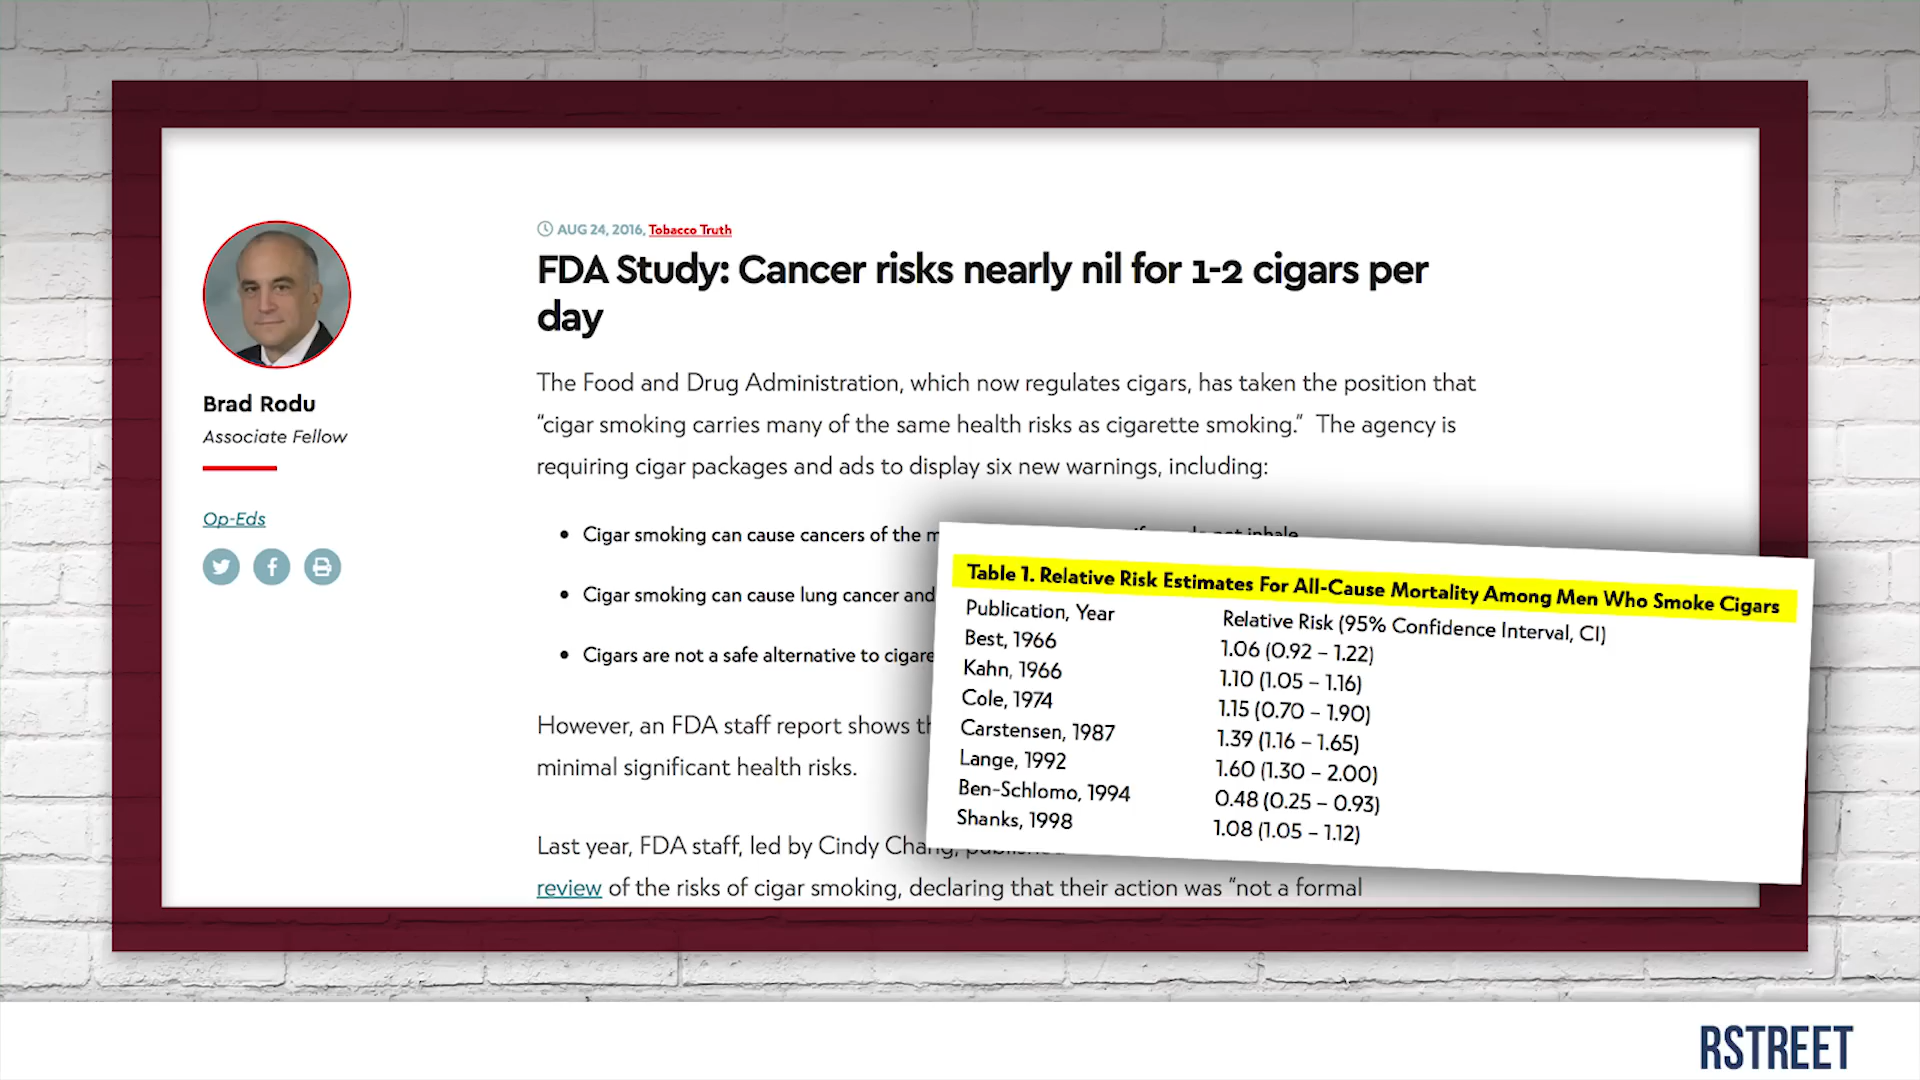 AUG 24, 2016, Tobacco Truth
FDA Study: Cancer risks nearly nil for 1-2 cigars per
day
Brad Rodu
Associate Fellow
Op-Eds
The Food and Drug Administration, which now regulates cigars, has taken the position that
“cigar smoking carries many of the same health risks as cigarette smoking.” The agency is
requiring cigar packages and ads to display six new warnings, including:
• Cigar smoking can cause cancers of the inhale
• Cigar smoking can cause lung cancer and
• Cigars are not a safe alternative to
However, an FDA staff report shows
minimal significant health risks.
Last year, FDA staff, led by Cindy Chang,
review of the risks of cigar smoking, declaring that their action was “not a formal
Table 1. Relative Risk Estimates For All-Cause Mortality Among Men Who Smoke Cigars
Publication, Year Relative Risk (95% Confidence Interval, CI)
Best, 1966 1.06 (0.92 – 1.22)
Kahn, 1966 1.10 (1.05 – 1.16)
Cole, 1974 1.15 (0.70 – 1.90)
Carstensen, 1987 1.39 (1.16 – 1.65)
Lange, 1992 1.60 (1.30 – 2.00)
Ben-Schlomo, 1994 0.48 (0.25 – 0.93)
Shanks, 1998 1.08 (1.05 – 1.12)
RSTREET